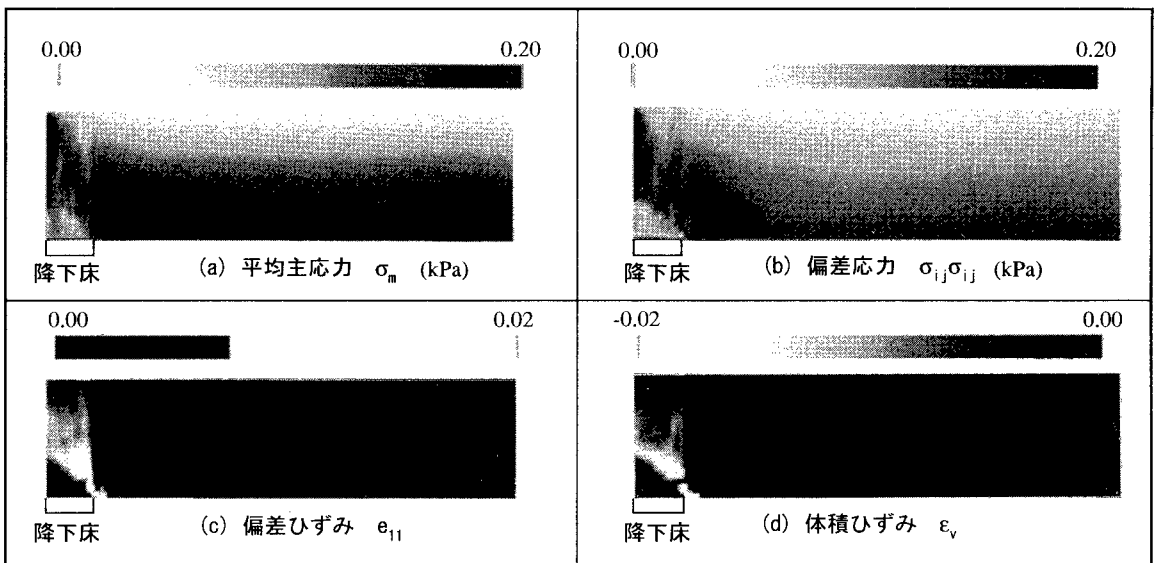 0.00 0.20
降下床
(a) 平均主応力 σm (kPa)
0.00 0.20
降下床
(b) 偏差応力 σijσij (kPa)
0.00 0.02
降下床
(c) 偏差ひずみ e11
-0.02 0.00
降下床
(d) 体積ひずみ εv